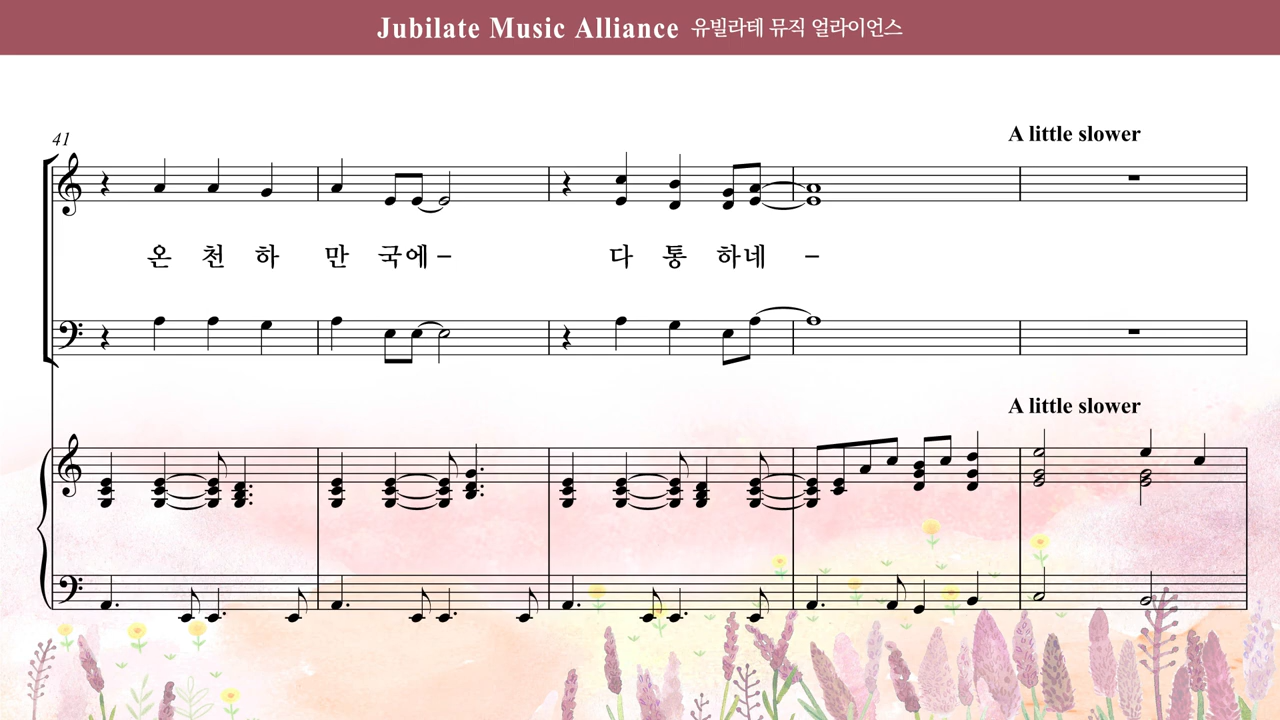 Jubilate Music Alliance 유빌라테 뮤직 얼라이언스
41
A little slower
온 천 하 만 국에 – 다 통 하네 –
A little slower